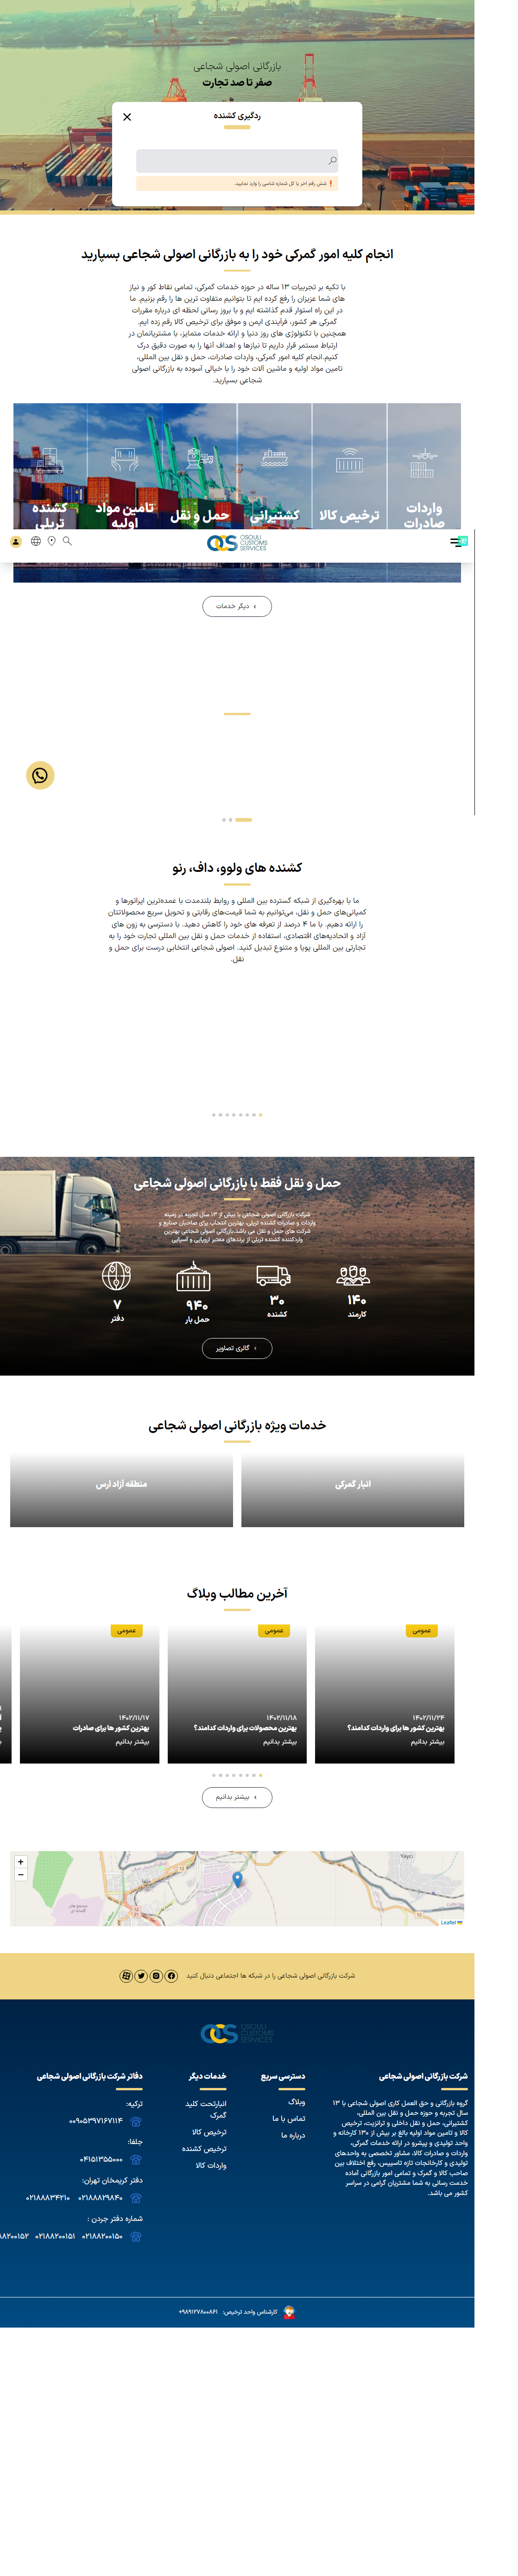 بازرگانی اصولی شجاعی
صفر تا صد تجارت
ردگیری کشنده
شش رقم اخر یا کل شماره شاسی را وارد نمایید.
انجام کلیه امور گمرکی خود را به بازرگانی اصولی شجاعی بسپارید
با تکیه بر تجربیات ۱۳ ساله در حوزه خدمات گمرکی، تمامی نقاط کور و نیاز
های شما عزیزان را رفع کرده ایم تا بتوانیم متفاوت ترین ها را رقم بزنیم. ما
در این راه استوار قدم گذاشته ایم و با بروز رسانی لحظه ای درباره مقررات
گمرکی هر کشور، فرآیندی ایمن و موفق برای ترخیص کالا رقم زده ایم.
همچنین با تکنولوژی های روز دنیا و ارائه خدمات متمایز، با مشتریانمان در
ارتباط مستمر قرار داریم تا نیازها و اهداف آنها را به صورت دقیق درک
کنیم.انجام کلیه امور گمرکی، واردات صادرات، حمل و نقل بین المللی،
تامین مواد اولیه و ماشین آلات خود را با خیالی آسوده به بازرگانی اصولی
شجاعی بسپارید.
واردات
صادرات
ترخیص کالا
کشتیرانی
حمل و نقل
تامین مواد
اولیه
کشنده
تریلی
OSOULI
CUSTOMS
SERVICES
دیگر خدمات
کشنده های ولوو، داف، رنو
ما با بهره‌گیری از شبکه گسترده بین المللی و روابط بلندمدت با عمده‌ترین اپراتورها و
کمپانی‌های حمل و نقل، می‌توانیم به شما قیمت‌های رقابتی و تحویل سریع محصولاتتان
را ارائه دهیم. با ما ۴ درصد از تعرفه های خود را کاهش دهید. با دسترسی به زون های
آزاد و اتحادیه‌های اقتصادی، استفاده از خدمات حمل و نقل بین المللی تجارت خود را به
تجارتی بین المللی پویا و متنوع تبدیل کنید. اصولی شجاعی انتخابی درست برای حمل و
نقل.
حمل و نقل فقط با بازرگانی اصولی شجاعی
شرکت بازرگانی اصولی شجاعی با بیش از ۱۳ سال تجربه در زمینه
واردات و صادرات کشنده تریلی، بهترین انتخاب برای صاحبان صنایع و
شرکت های حمل و نقل می باشد.بازرگانی اصولی شجاعی بهترین
واردکننده کشنده تریلی از برندهای معتبر اروپایی و آسیایی
۱۴۰
کارمند
۳۰
کشنده
۹۴۰
حمل بار
۷
دفتر
گالری تصاویر
خدمات ویژه بازرگانی اصولی شجاعی
انبار گمرکی
منطقه آزاد ارس
آخرین مطالب وبلاگ
عمومی
۱۴۰۲/۱۱/۲۴
بهترین کشور ها برای واردات کدامند؟
بیشتر بدانیم
عمومی
۱۴۰۲/۱۱/۱۸
بهترین محصولات برای واردات کدامند؟
بیشتر بدانیم
عمومی
۱۴۰۲/۱۱/۱۷
بهترین کشور ها برای صادرات
بیشتر بدانیم
بیشتر بدانیم
+
−
Yaycı
جلفا
Leaflet
شرکت بازرگانی اصولی شجاعی را در شبکه ها اجتماعی دنبال کنید
OSOULI
CUSTOMS
SERVICES
شرکت بازرگانی اصولی شجاعی
گروه بازرگانی و حق العمل کاری اصولی شجاعی با ۱۳
سال تجربه و حوزه حمل و نقل بین المللی،
کشتیرانی، حمل و نقل داخلی و ترانزیت، ترخیص
کالا و تامین مواد اولیه بالغ بر بیش از ۱۳۰ کارخانه و
واحد تولیدی و پیشرو در ارائه خدمات گمرکی،
واردات و صادرات کالا، مشاور تخصصی به واحدهای
تولیدی و کارخانجات تازه تاسییس، رفع اختلاف بین
صاحب کالا و گمرک و تمامی امور بازرگانی آماده
خدمت رسانی به شما مشتریان گرامی در سراسر
کشور می باشد.
دسترسی سریع
وبلاگ
تماس با ما
درباره ما
خدمات دیگر
انبارتحت کلید
گمرک
ترخیص کالا
ترخیص کشنده
واردات کالا
دفاتر شرکت بازرگانی اصولی شجاعی
ترکیه:
۰۰۹۰۵۳۹۷۱۶۷۱۱۴
جلفا:
۰۴۱۵۱۳۵۵۰۰۰
دفتر کریمخان تهران:
۰۲۱۸۸۸۲۹۸۴۰ ۰۲۱۸۸۸۳۴۲۱۰
شماره دفتر جردن :
۰۲۱۸۸۲۰۰۱۵۰ ۰۲۱۸۸۲۰۰۱۵۱
کارشناس واحد ترخیص: ۹۸۹۱۲۷۸۰۰۸۶۱+